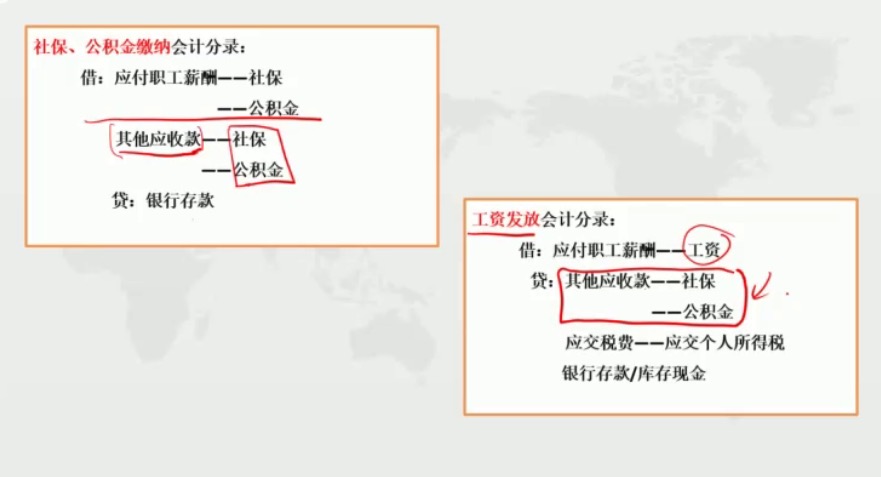 社保、公积金缴纳会计分录：
借：应付职工薪酬——社保
——公积金
其他应收款——社保
——公积金
贷：银行存款
工资发放会计分录：
借：应付职工薪酬——工资
贷：其他应收款——社保
——公积金
应交税费——应交个人所得税
银行存款/库存现金